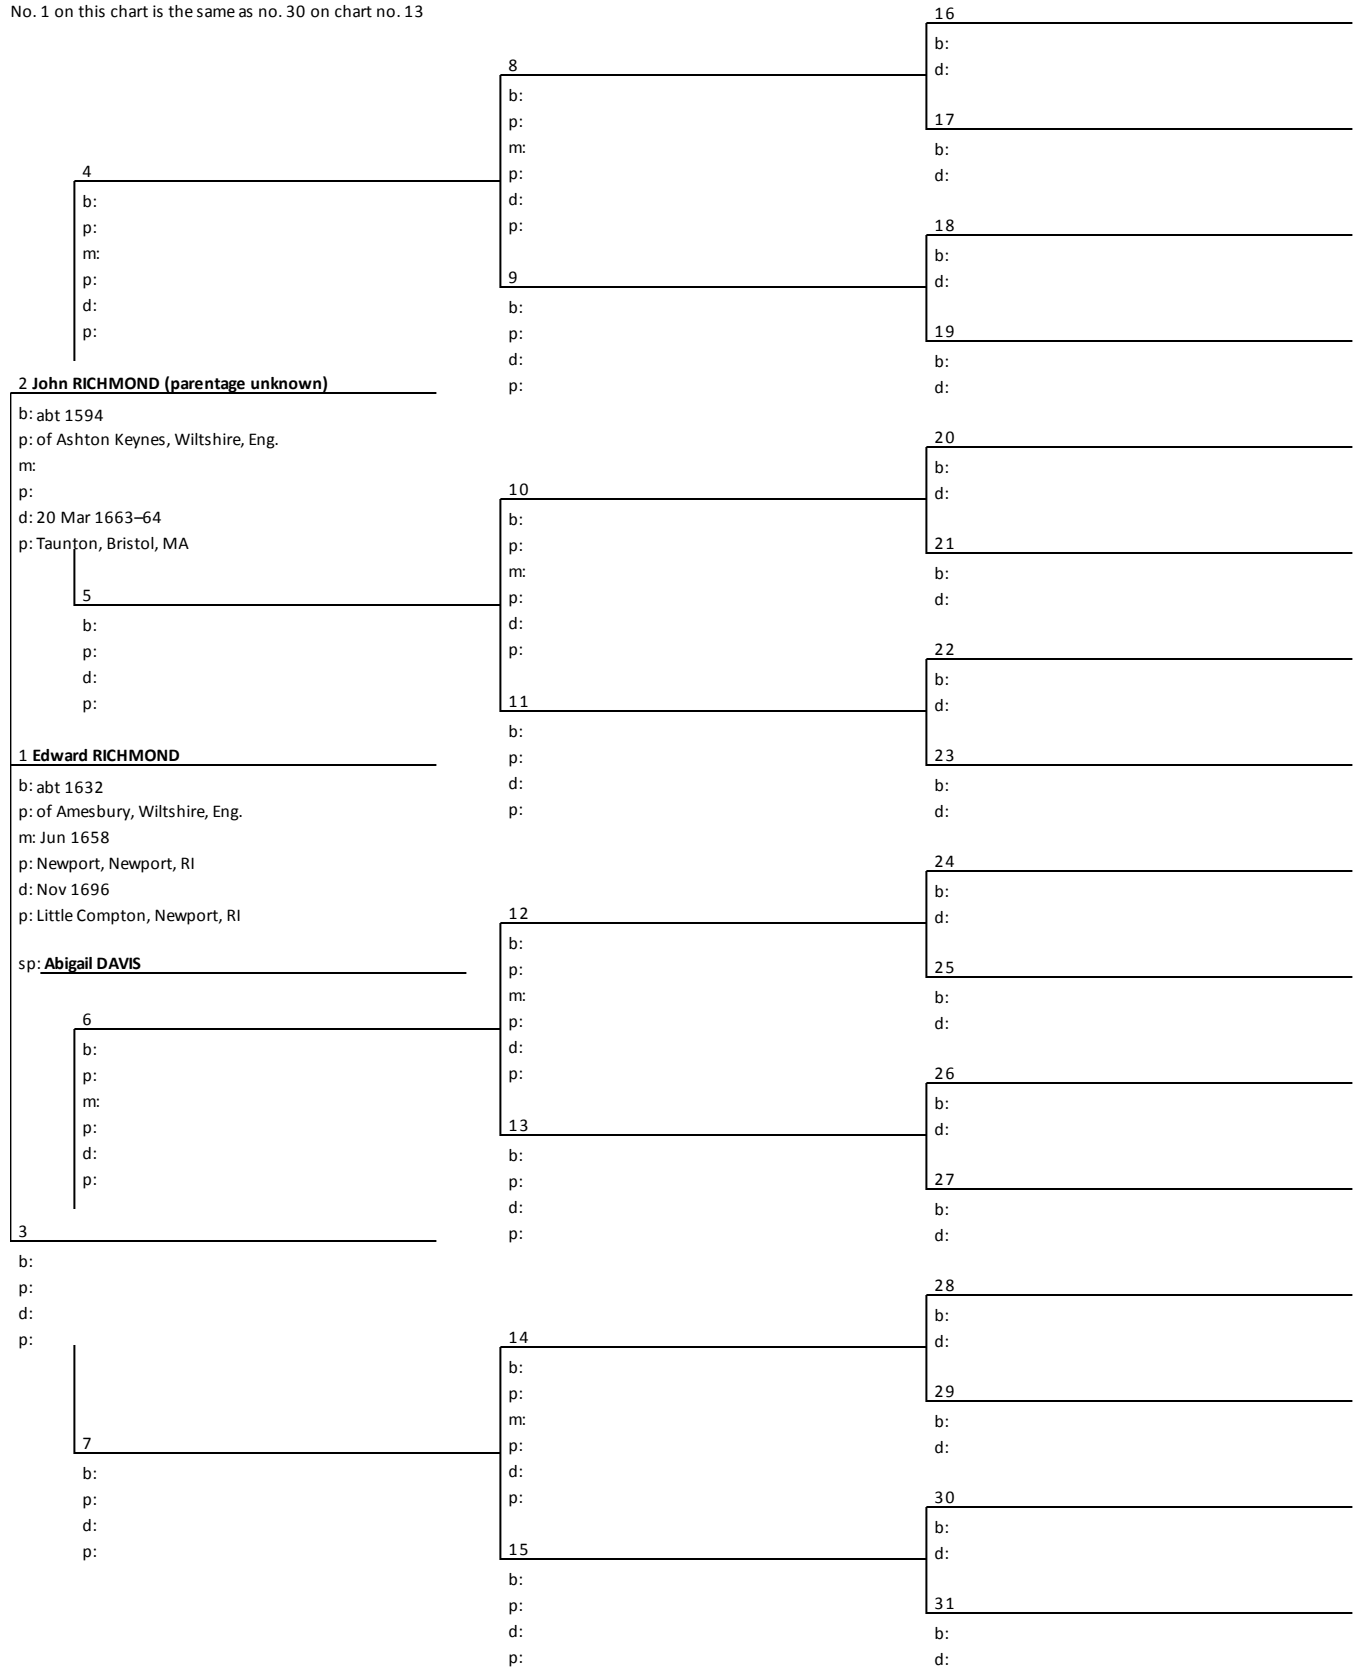 No. 1 on this chart is the same as no. 30 on chart no. 13
2 John RICHMOND (parentage unknown)
b: abt 1594
p: of Ashton Keynes, Wiltshire, Eng.
m:
p:
d: 20 Mar 1663–64
p: Taunton, Bristol, MA
1 Edward RICHMOND
b: abt 1632
p: of Amesbury, Wiltshire, Eng.
m: Jun 1658
p: Newport, Newport, RI
d: Nov 1696
p: Little Compton, Newport, RI
sp: Abigail DAVIS
3
b:
p:
d:
p:
4
b:
p:
m:
p:
d:
p:
5
b:
p:
d:
p:
6
b:
p:
m:
p:
d:
p:
7
b:
p:
d:
p:
8
b:
p:
m:
p:
d:
p:
9
b:
p:
d:
p:
10
b:
p:
m:
p:
d:
p:
11
b:
p:
d:
p:
12
b:
p:
m:
p:
d:
p:
13
b:
p:
d:
p:
14
b:
p:
m:
p:
d:
p:
15
b:
p:
d:
p:
16
b:
d:
17
b:
d:
18
b:
d:
19
b:
d:
20
b:
d:
21
b:
d:
22
b:
d:
23
b:
d:
24
b:
d:
25
b:
d:
26
b:
d:
27
b:
d:
28
b:
d:
29
b:
d:
30
b:
d:
31
b:
d: